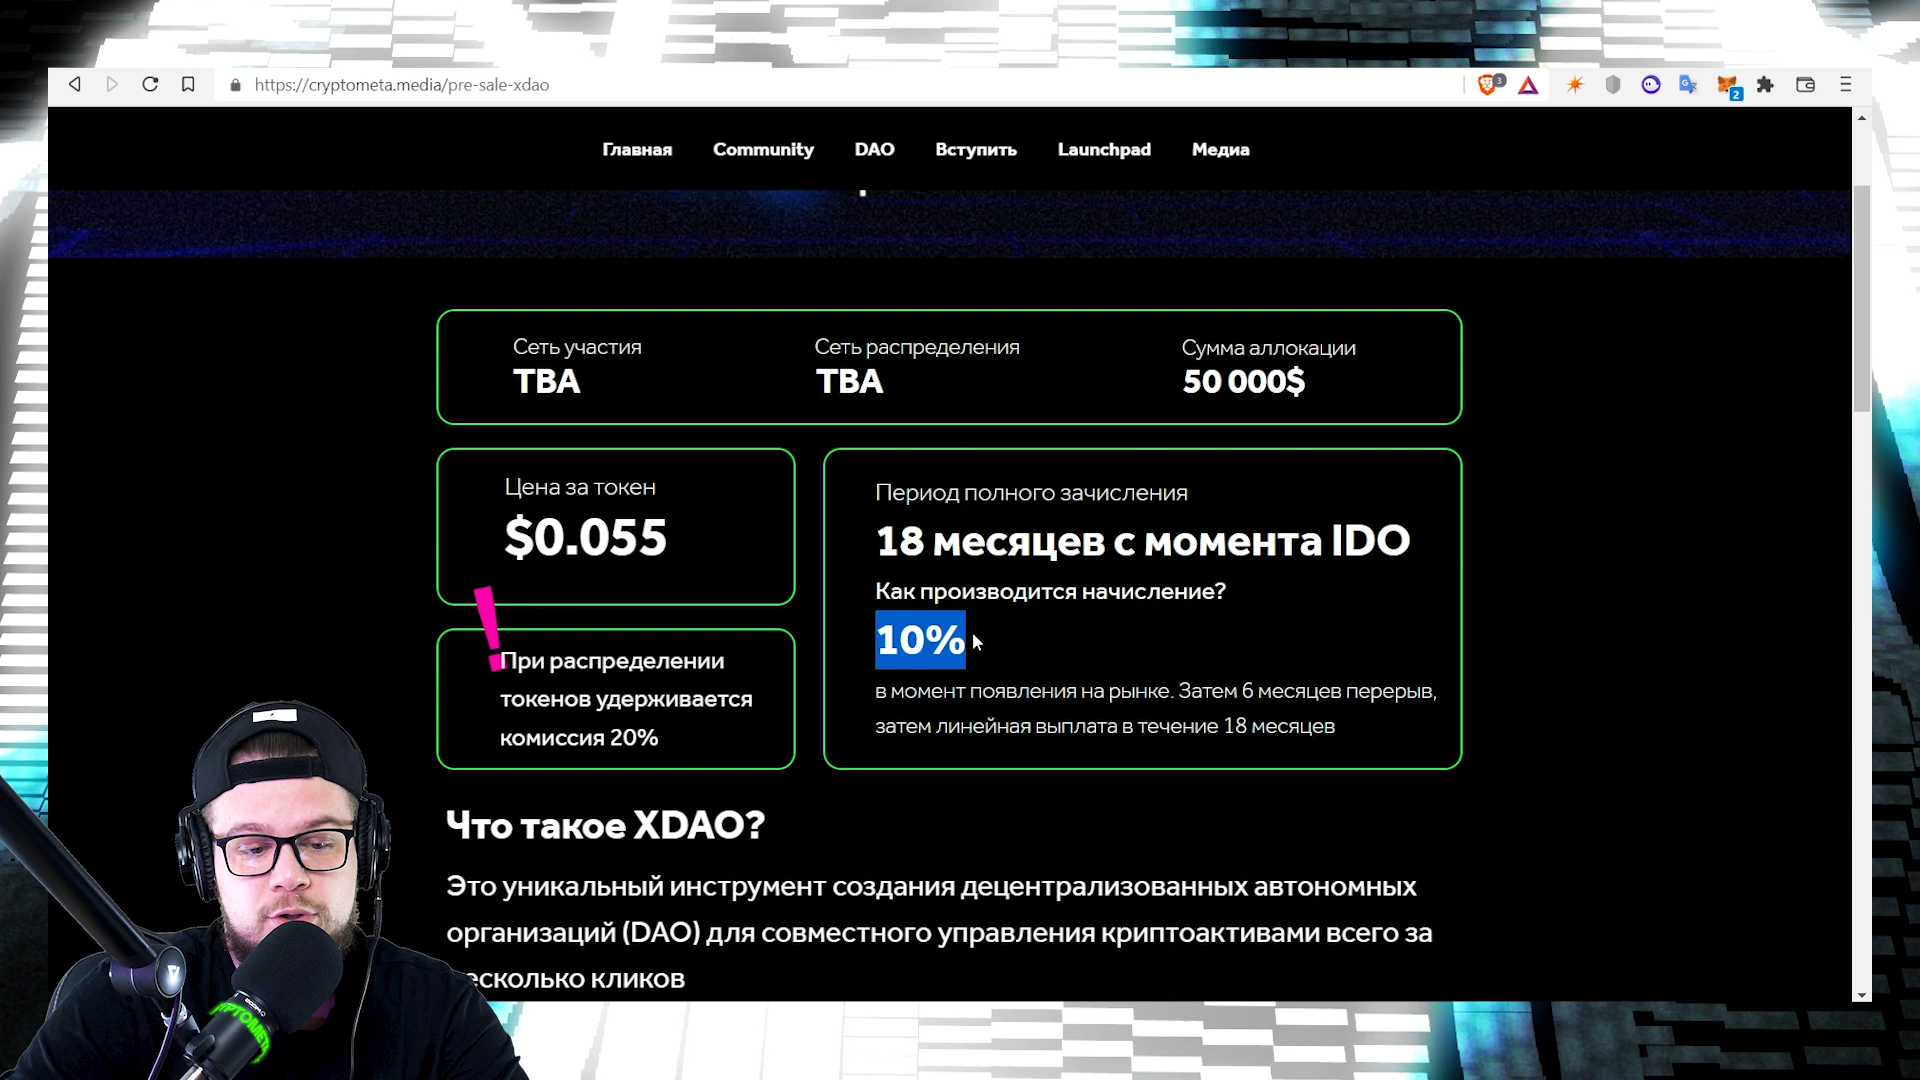 https://cryptometa.media/pre-sale-xdao
3
2
Главная Community DAO Вступить Launchpad Медиа
Сеть участия
TBA
Сеть распределения
TBA
Сумма аллокации
50 000$
Цена за токен
$0.055
!
При распределении
токенов удерживается
комиссия 20%
Период полного зачисления
18 месяцев с момента IDO
Как производится начисление?
10%
в момент появления на рынке. Затем 6 месяцев перерыв,
затем линейная выплата в течение 18 месяцев
Что такое XDAO?
Это уникальный инструмент создания децентрализованных автономных
организаций (DAO) для совместного управления криптоактивами всего за
есколько кликов